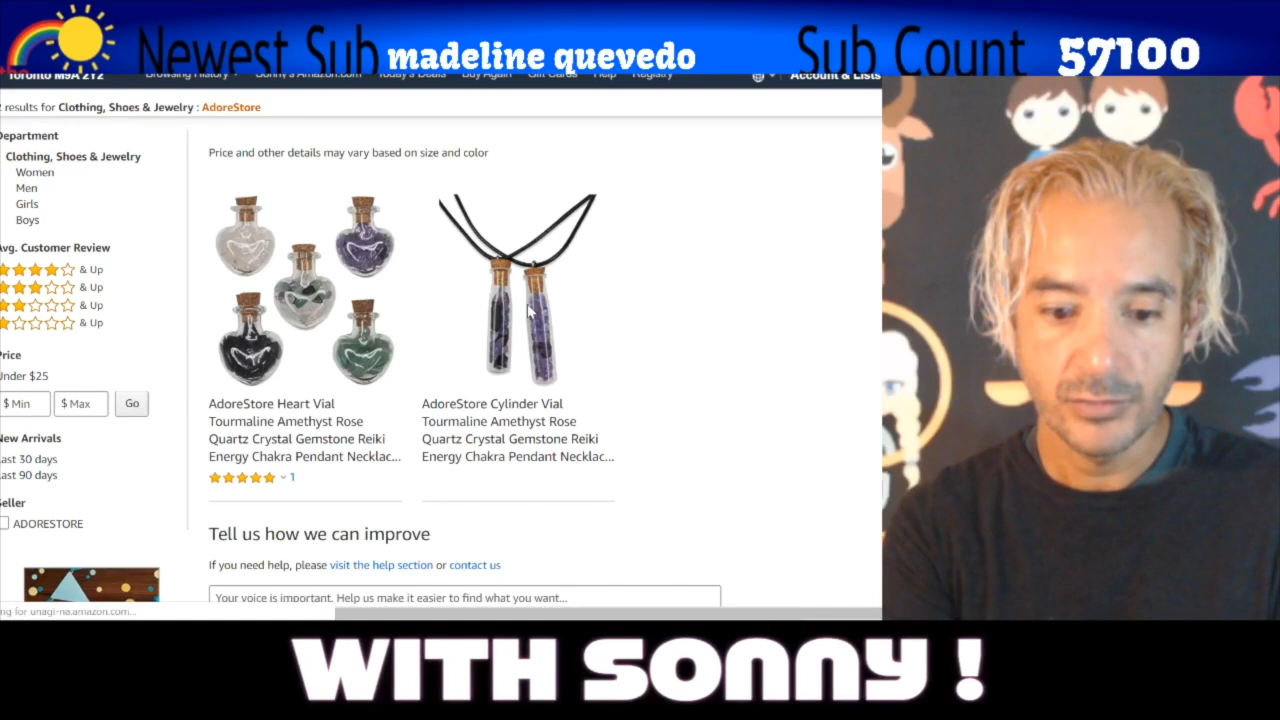 Newest Sub madeline quevedo Sub Count 57100
Toronto M9A 2Y2 Browsing History Sonny's Amazon.com Today's Deals Buy Again Gift Cards Help Registry Account & Lists
results for Clothing, Shoes & Jewelry : AdoreStore
Department
Clothing, Shoes & Jewelry
Women
Men
Girls
Boys
Avg. Customer Review
& Up
& Up
& Up
& Up
Price
Under $25
$ Min $ Max Go
New Arrivals
Last 30 days
Last 90 days
Seller
ADORESTORE
Price and other details may vary based on size and color
AdoreStore Heart Vial
Tourmaline Amethyst Rose
Quartz Crystal Gemstone Reiki
Energy Chakra Pendant Necklac...
1
AdoreStore Cylinder Vial
Tourmaline Amethyst Rose
Quartz Crystal Gemstone Reiki
Energy Chakra Pendant Necklac...
Tell us how we can improve
If you need help, please visit the help section or contact us
Your voice is important. Help us make it easier to find what you want...
ng for unagi-na.amazon.com...
WITH SONNY !